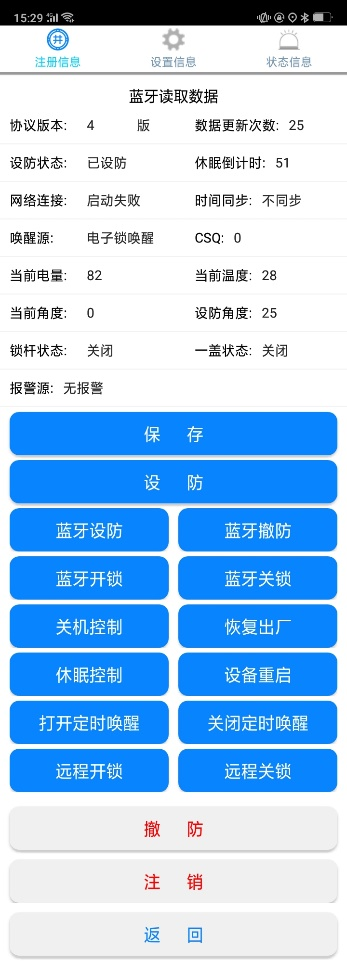 15:29
注册信息 设置信息 状态信息
蓝牙读取数据
协议版本: 4 版 数据更新次数: 25
设防状态: 已设防 休眠倒计时: 51
网络连接: 启动失败 时间同步: 不同步
唤醒源: 电子锁唤醒 CSQ: 0
当前电量: 82 当前温度: 28
当前角度: 0 设防角度: 25
锁杆状态: 关闭 一盖状态: 关闭
报警源: 无报警
保 存
设 防
蓝牙设防 蓝牙撤防
蓝牙开锁 蓝牙关锁
关机控制 恢复出厂
休眠控制 设备重启
打开定时唤醒 关闭定时唤醒
远程开锁 远程关锁
撤 防
注 销
返 回